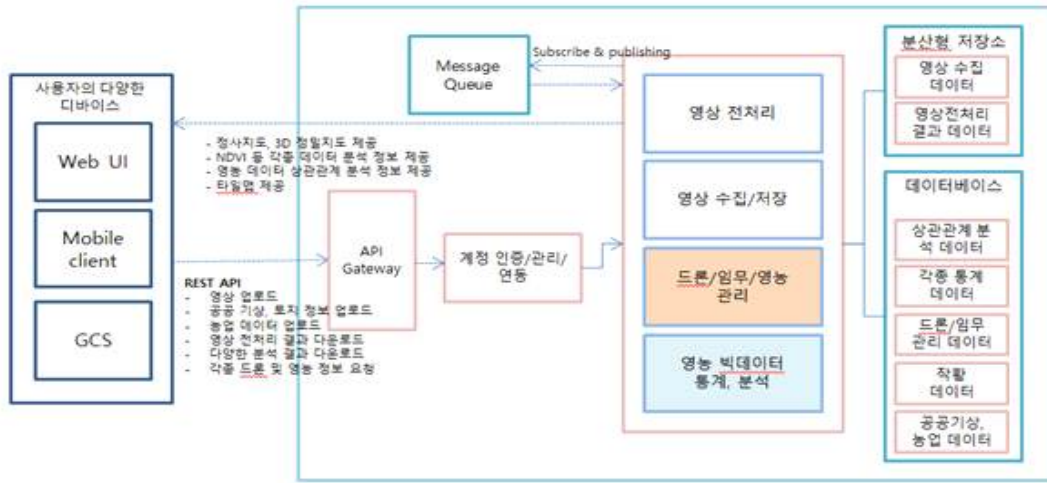 사용자의 다양한
디바이스
Web UI
Mobile
client
GCS
Message
Queue
Subscribe & publishing
- 정사지도, 3D 정밀지도 제공
- NDVI 등 각종 데이터 분석 정보 제공
- 영농 데이터 상관관계 분석 정보 제공
- 타일맵 제공
API
Gateway
계정 인증/관리/
연동
REST API
- 영상 업로드
- 공공 기상, 토지 정보 업로드
- 농업 데이터 업로드
- 영상 전처리 결과 다운로드
- 다양한 분석 결과 다운로드
- 각종 드론 및 영농 정보 요청
영상 전처리
영상 수집/저장
드론/임무/영농
관리
영농 빅데이터
통계, 분석
분산형 저장소
영상 수집
데이터
영상전처리
결과 데이터
데이터베이스
상관관계 분
석 데이터
각종 통계
데이터
드론/임무
관리 데이터
작황
데이터
공공기상,
농업 데이터